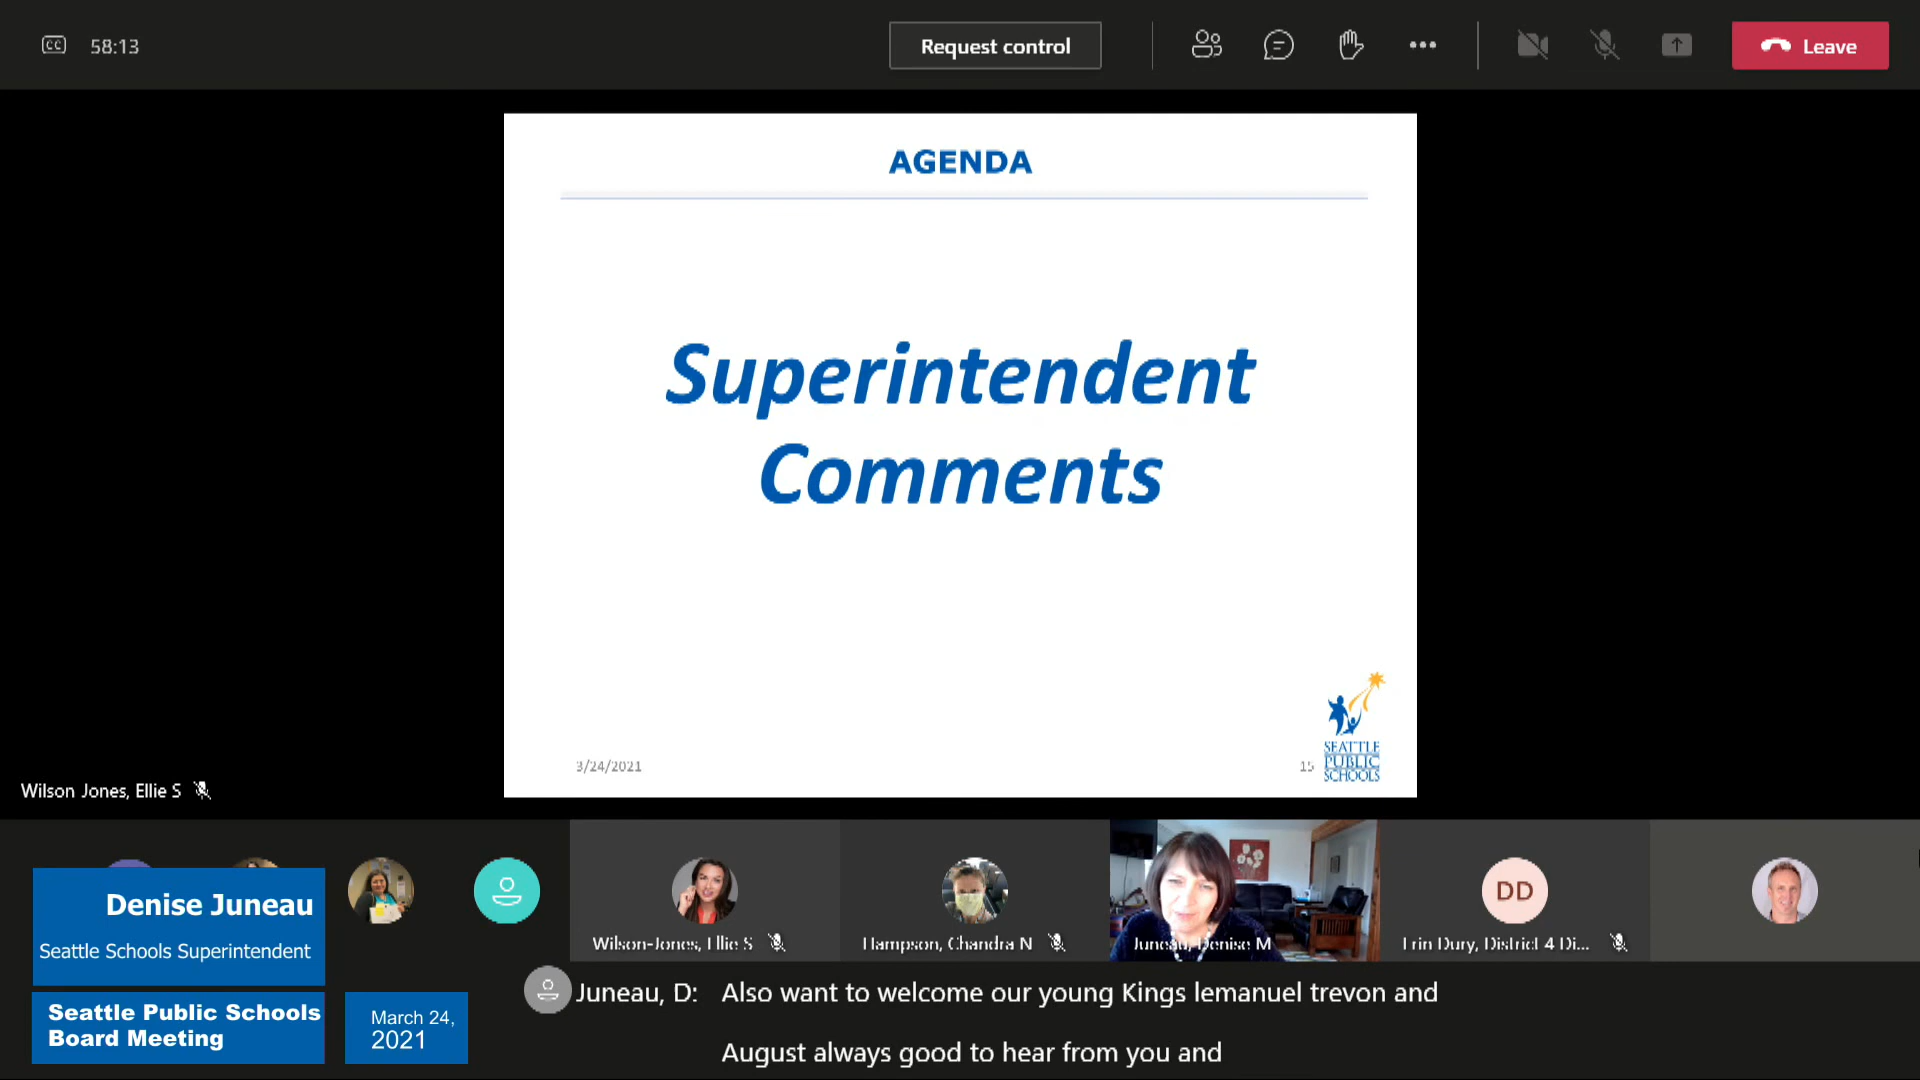 CC 58:13
Request control
Leave
AGENDA
Superintendent
Comments
3/24/2021
15
SEATTLE
PUBLIC
SCHOOLS
Wilson Jones, Ellie S
Denise Juneau
Seattle Schools Superintendent
Wilson-Jones, Ellie S
Hampson, Chandra N
Juneau, Denise M
DD
Erin Dury, District 4 Di...
Juneau, D: Also want to welcome our young Kings lemanuel trevon and
August always good to hear from you and
Seattle Public Schools
Board Meeting
March 24,
2021